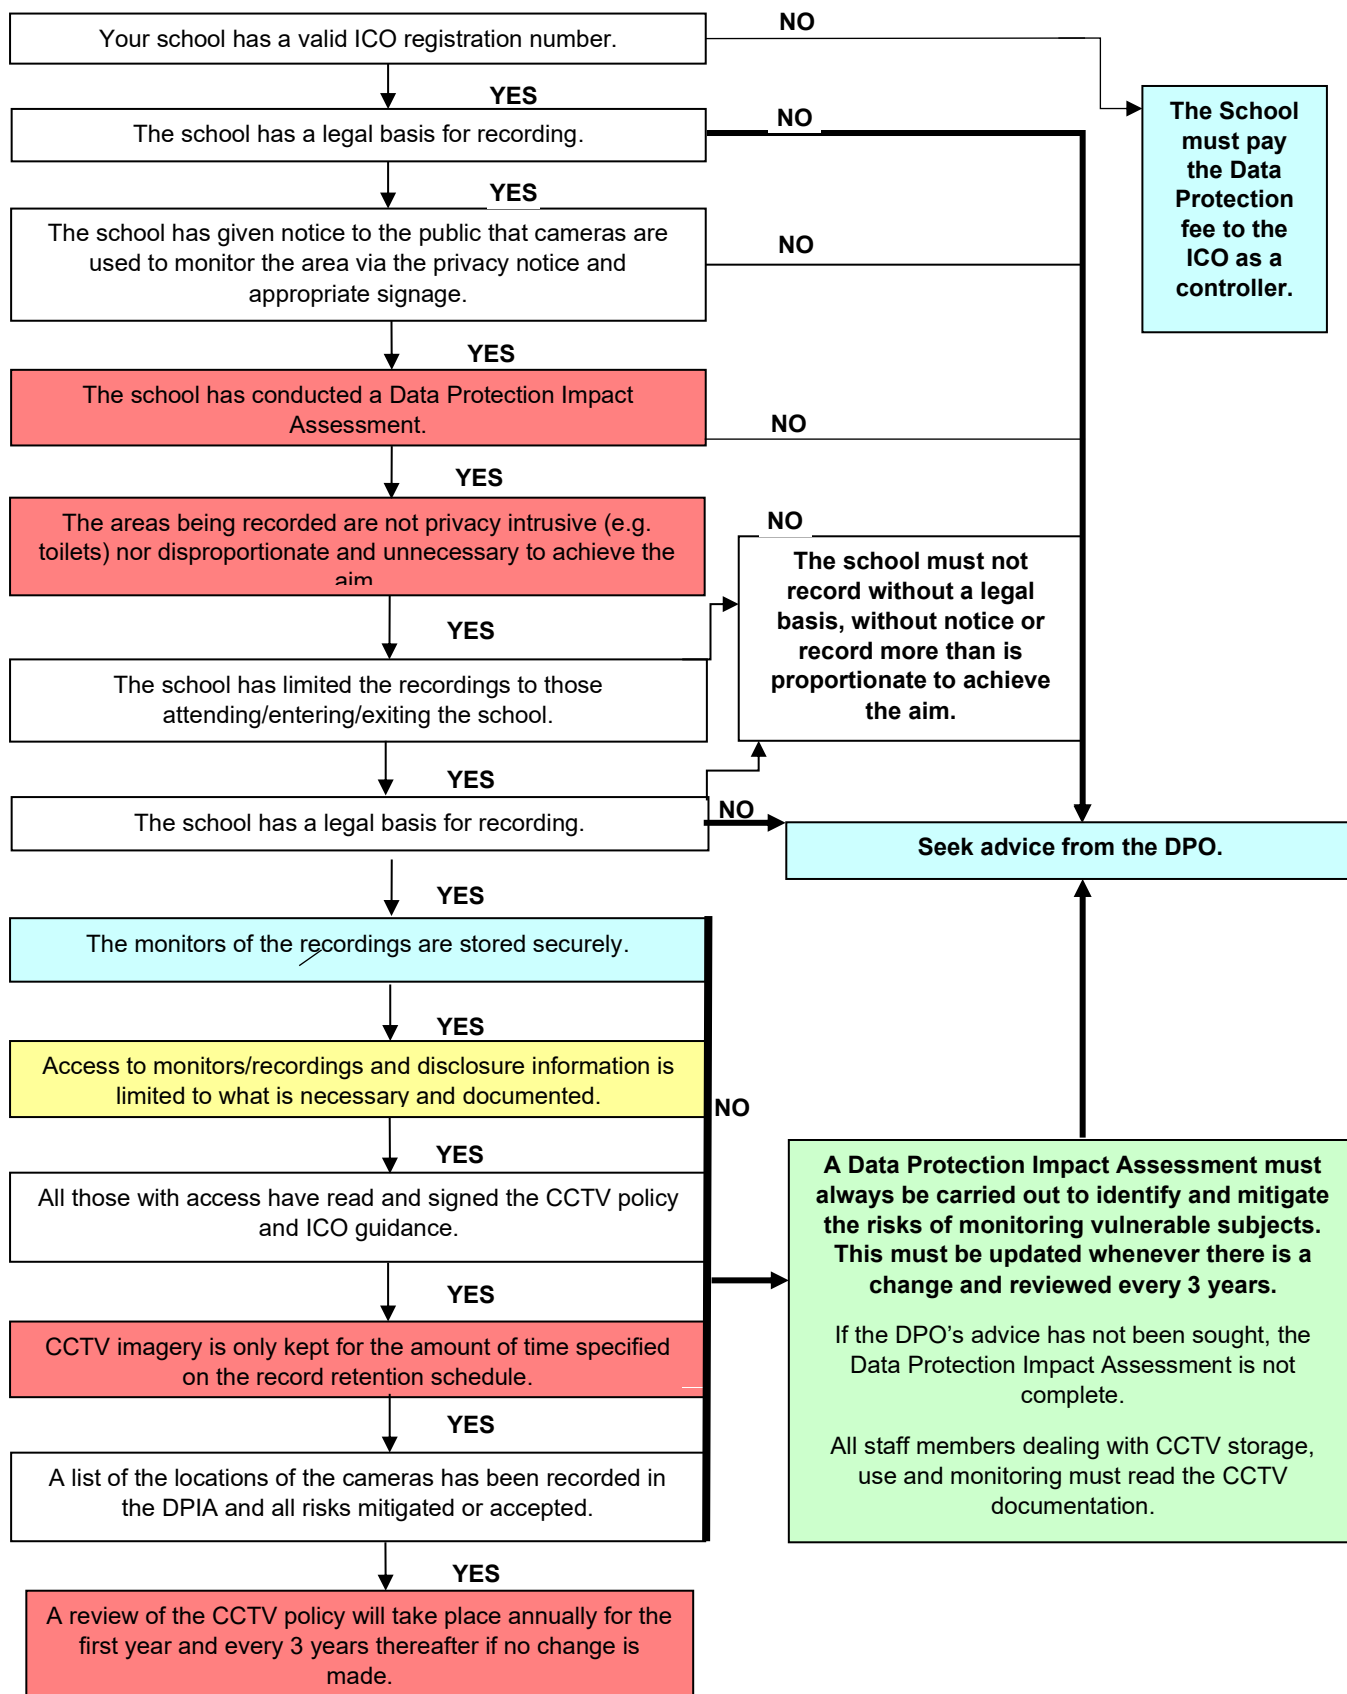 Your school has a valid ICO registration number.
NO
YES
The School
must pay
the Data
Protection
fee to the
ICO as a
controller.
The school has a legal basis for recording.
NO
YES
The school has given notice to the public that cameras are
used to monitor the area via the privacy notice and
appropriate signage.
NO
YES
The school has conducted a Data Protection Impact
Assessment.
NO
YES
The areas being recorded are not privacy intrusive (e.g.
toilets) nor disproportionate and unnecessary to achieve the
aim
NO
The school must not
record without a legal
basis, without notice or
record more than is
proportionate to achieve
the aim.
YES
The school has limited the recordings to those
attending/entering/exiting the school.
YES
The school has a legal basis for recording.
NO
Seek advice from the DPO.
YES
The monitors of the recordings are stored securely.
YES
Access to monitors/recordings and disclosure information is
limited to what is necessary and documented.
NO
YES
All those with access have read and signed the CCTV policy
and ICO guidance.
YES
CCTV imagery is only kept for the amount of time specified
on the record retention schedule.
YES
A list of the locations of the cameras has been recorded in
the DPIA and all risks mitigated or accepted.
A Data Protection Impact Assessment must
always be carried out to identify and mitigate
the risks of monitoring vulnerable subjects.
This must be updated whenever there is a
change and reviewed every 3 years.
If the DPO’s advice has not been sought, the
Data Protection Impact Assessment is not
complete.
All staff members dealing with CCTV storage,
use and monitoring must read the CCTV
documentation.
YES
A review of the CCTV policy will take place annually for the
first year and every 3 years thereafter if no change is
made.